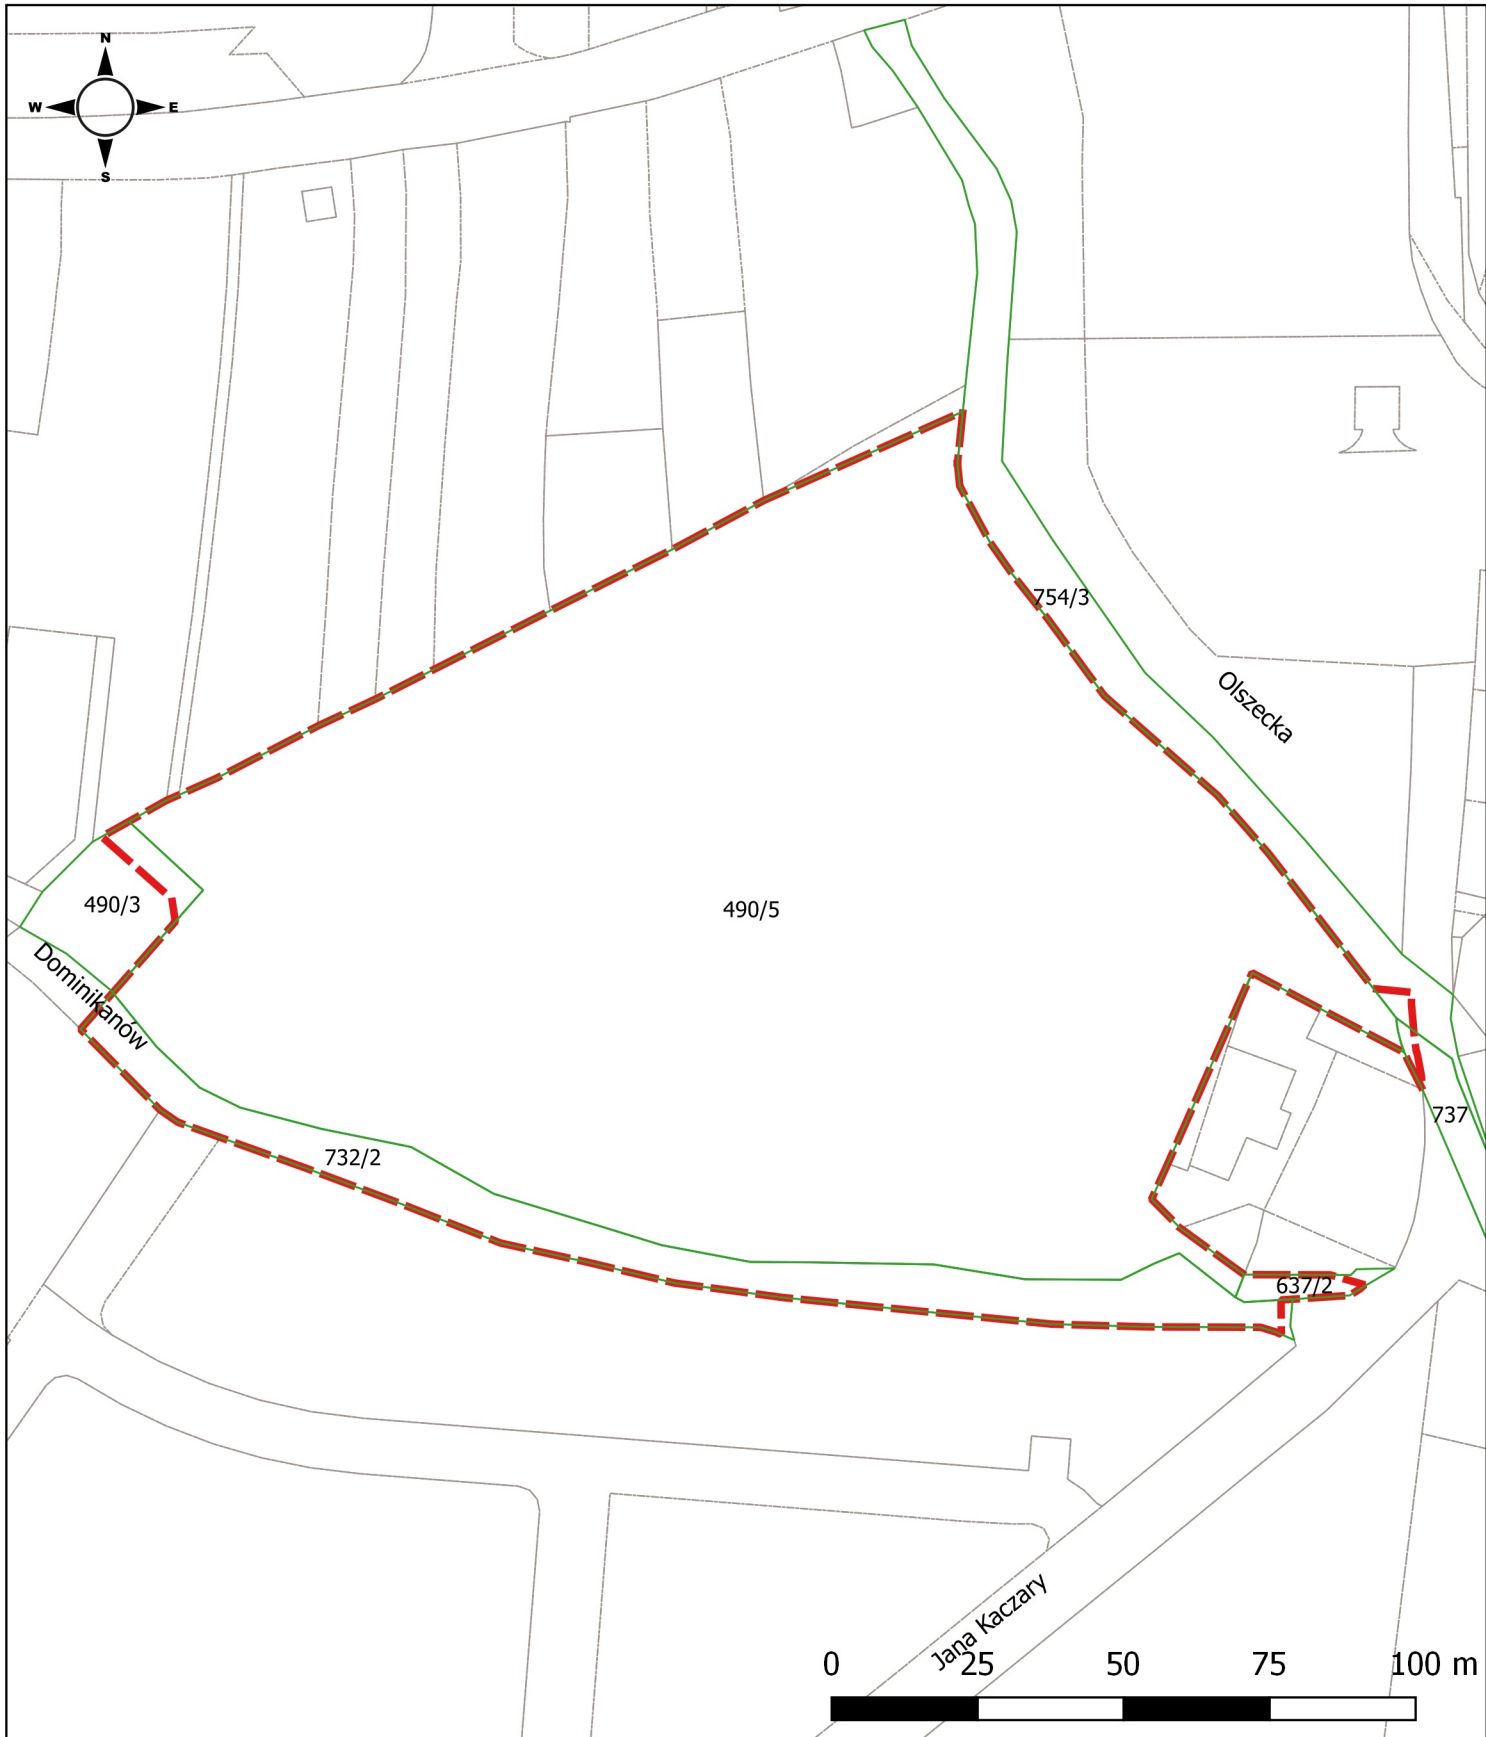 N
W E
S
754/3
Olszecka
490/3
490/5
Dominikanów
737
732/2
637/2
Jana Kaczary
0 25 50 75 100 m